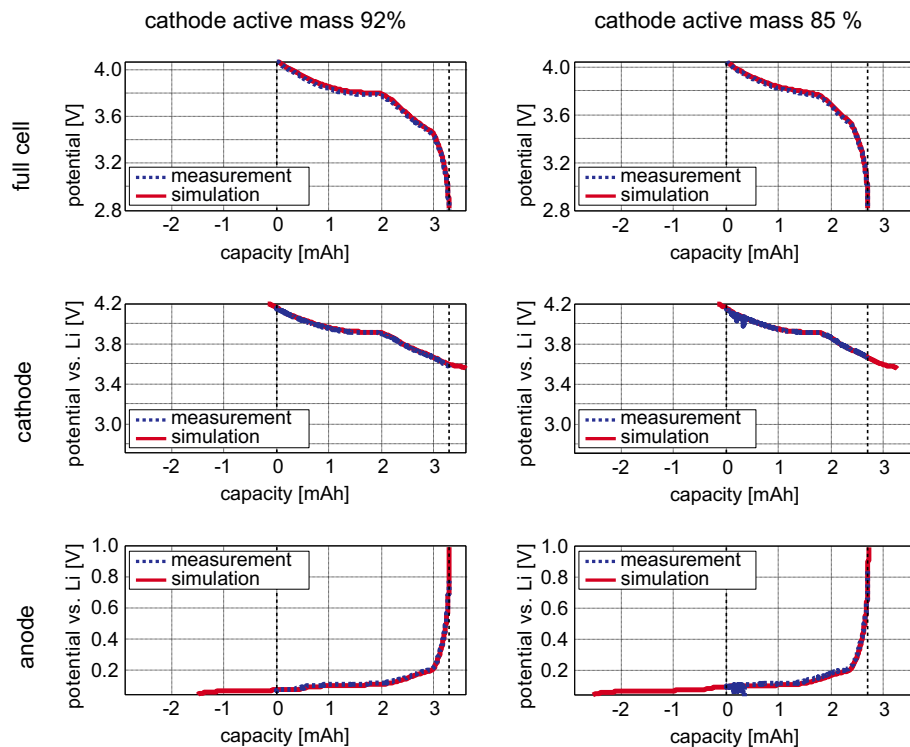 cathode active mass 92%
cathode active mass 85 %
full cell
potential [V]
4.0
3.6
3.2
2.8
measurement
simulation
-2 -1 0 1 2 3
capacity [mAh]
potential [V]
4.0
3.6
3.2
2.8
measurement
simulation
-2 -1 0 1 2 3
capacity [mAh]
cathode
potential vs. Li [V]
4.2
3.8
3.4
3.0
measurement
simulation
-2 -1 0 1 2 3
capacity [mAh]
potential vs. Li [V]
4.2
3.8
3.4
3.0
measurement
simulation
-2 -1 0 1 2 3
capacity [mAh]
anode
potential vs. Li [V]
1.0
0.8
0.6
0.4
0.2
measurement
simulation
-2 -1 0 1 2 3
capacity [mAh]
potential vs. Li [V]
1.0
0.8
0.6
0.4
0.2
measurement
simulation
-2 -1 0 1 2 3
capacity [mAh]